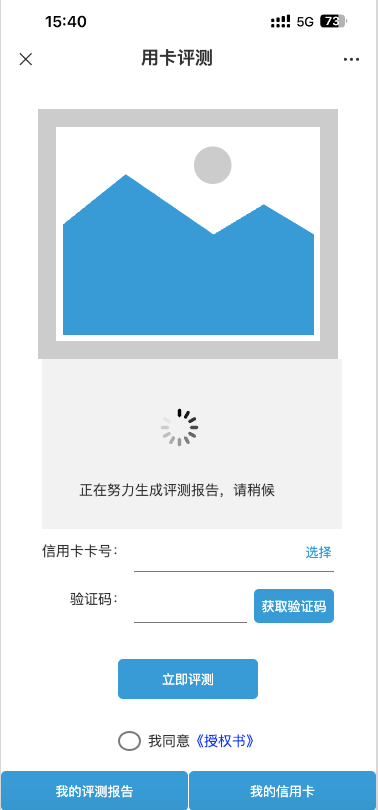 15:40 5G 73
用卡评测
正在努力生成评测报告，请稍候
信用卡卡号： 选择
验证码： 获取验证码
立即评测
我同意《授权书》
我的评测报告 我的信用卡